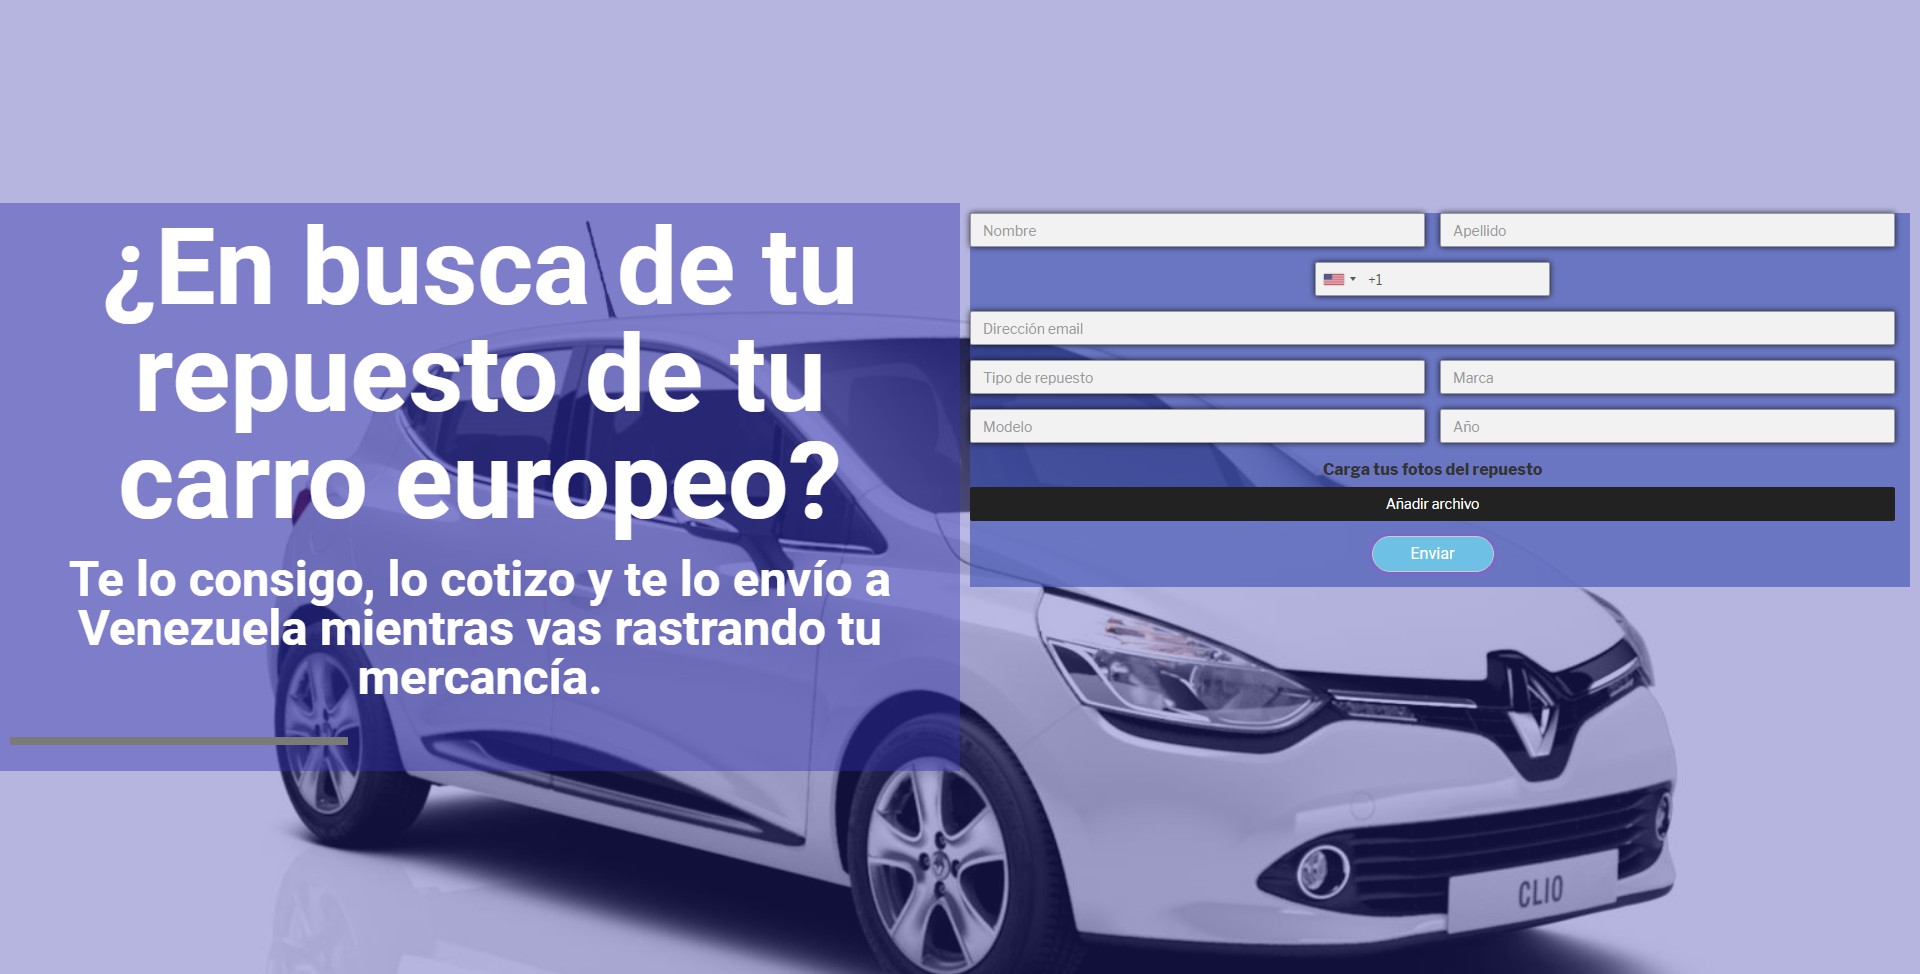 ¿En busca de tu
repuesto de tu
carro europeo?
Te lo consigo, lo cotizo y te lo envío a
Venezuela mientras vas rastrando tu
mercancía.
Nombre
Apellido
+1
Dirección email
Tipo de repuesto
Marca
Modelo
Año
Carga tus fotos del repuesto
Añadir archivo
Enviar
CLIO